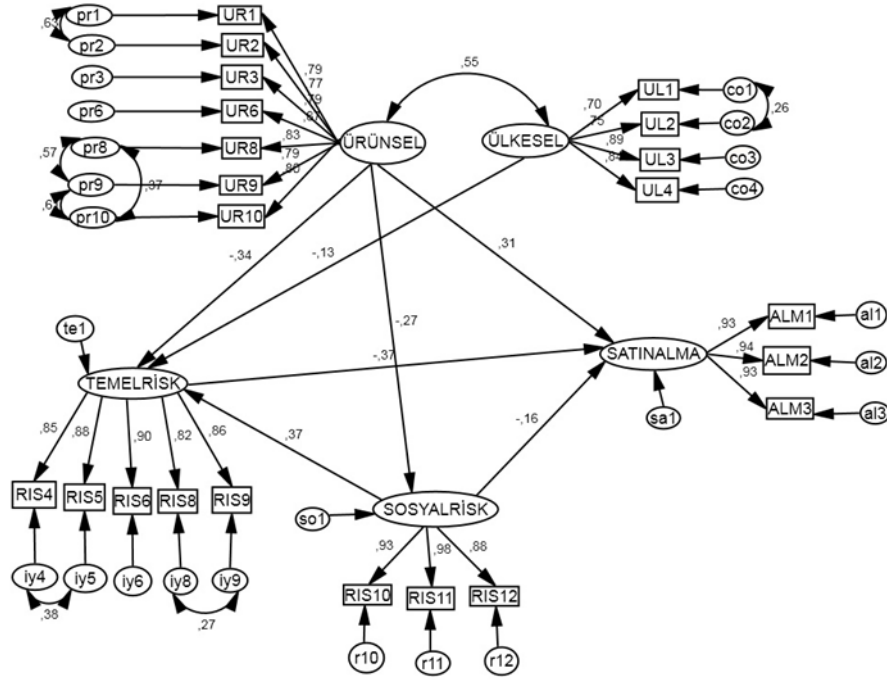 pr1
UR1
,63
pr2
UR2
pr3
UR3
pr6
UR6
pr8
UR8
,57
pr9
UR9
,37
pr10
UR10
,79
,77
,79
,87
,83
,79
ÜRÜNSEL
,55
ÜLKESEL
,70
,75
,89
UL1
co1
UL2
co2
,26
UL3
co3
UL4
co4
-,34
-,13
,31
-,27
te1
TEMELRİSK
-,37
SATINALMA
sa1
,93
,94
,93
ALM1
al1
ALM2
al2
ALM3
al3
-,16
,37
,85
,88
,90
,82
,86
RIS4
RIS5
RIS6
RIS8
RIS9
iy4
iy5
iy6
iy8
iy9
,38
,27
so1
SOSYALRİSK
,93
,98
,88
RIS10
RIS11
RIS12
r10
r11
r12